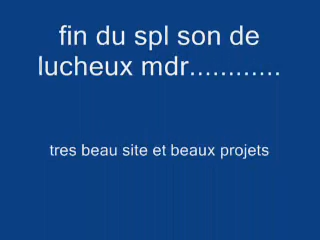 fin du spl son de
lucheux mdr............
tres beau site et beaux projets